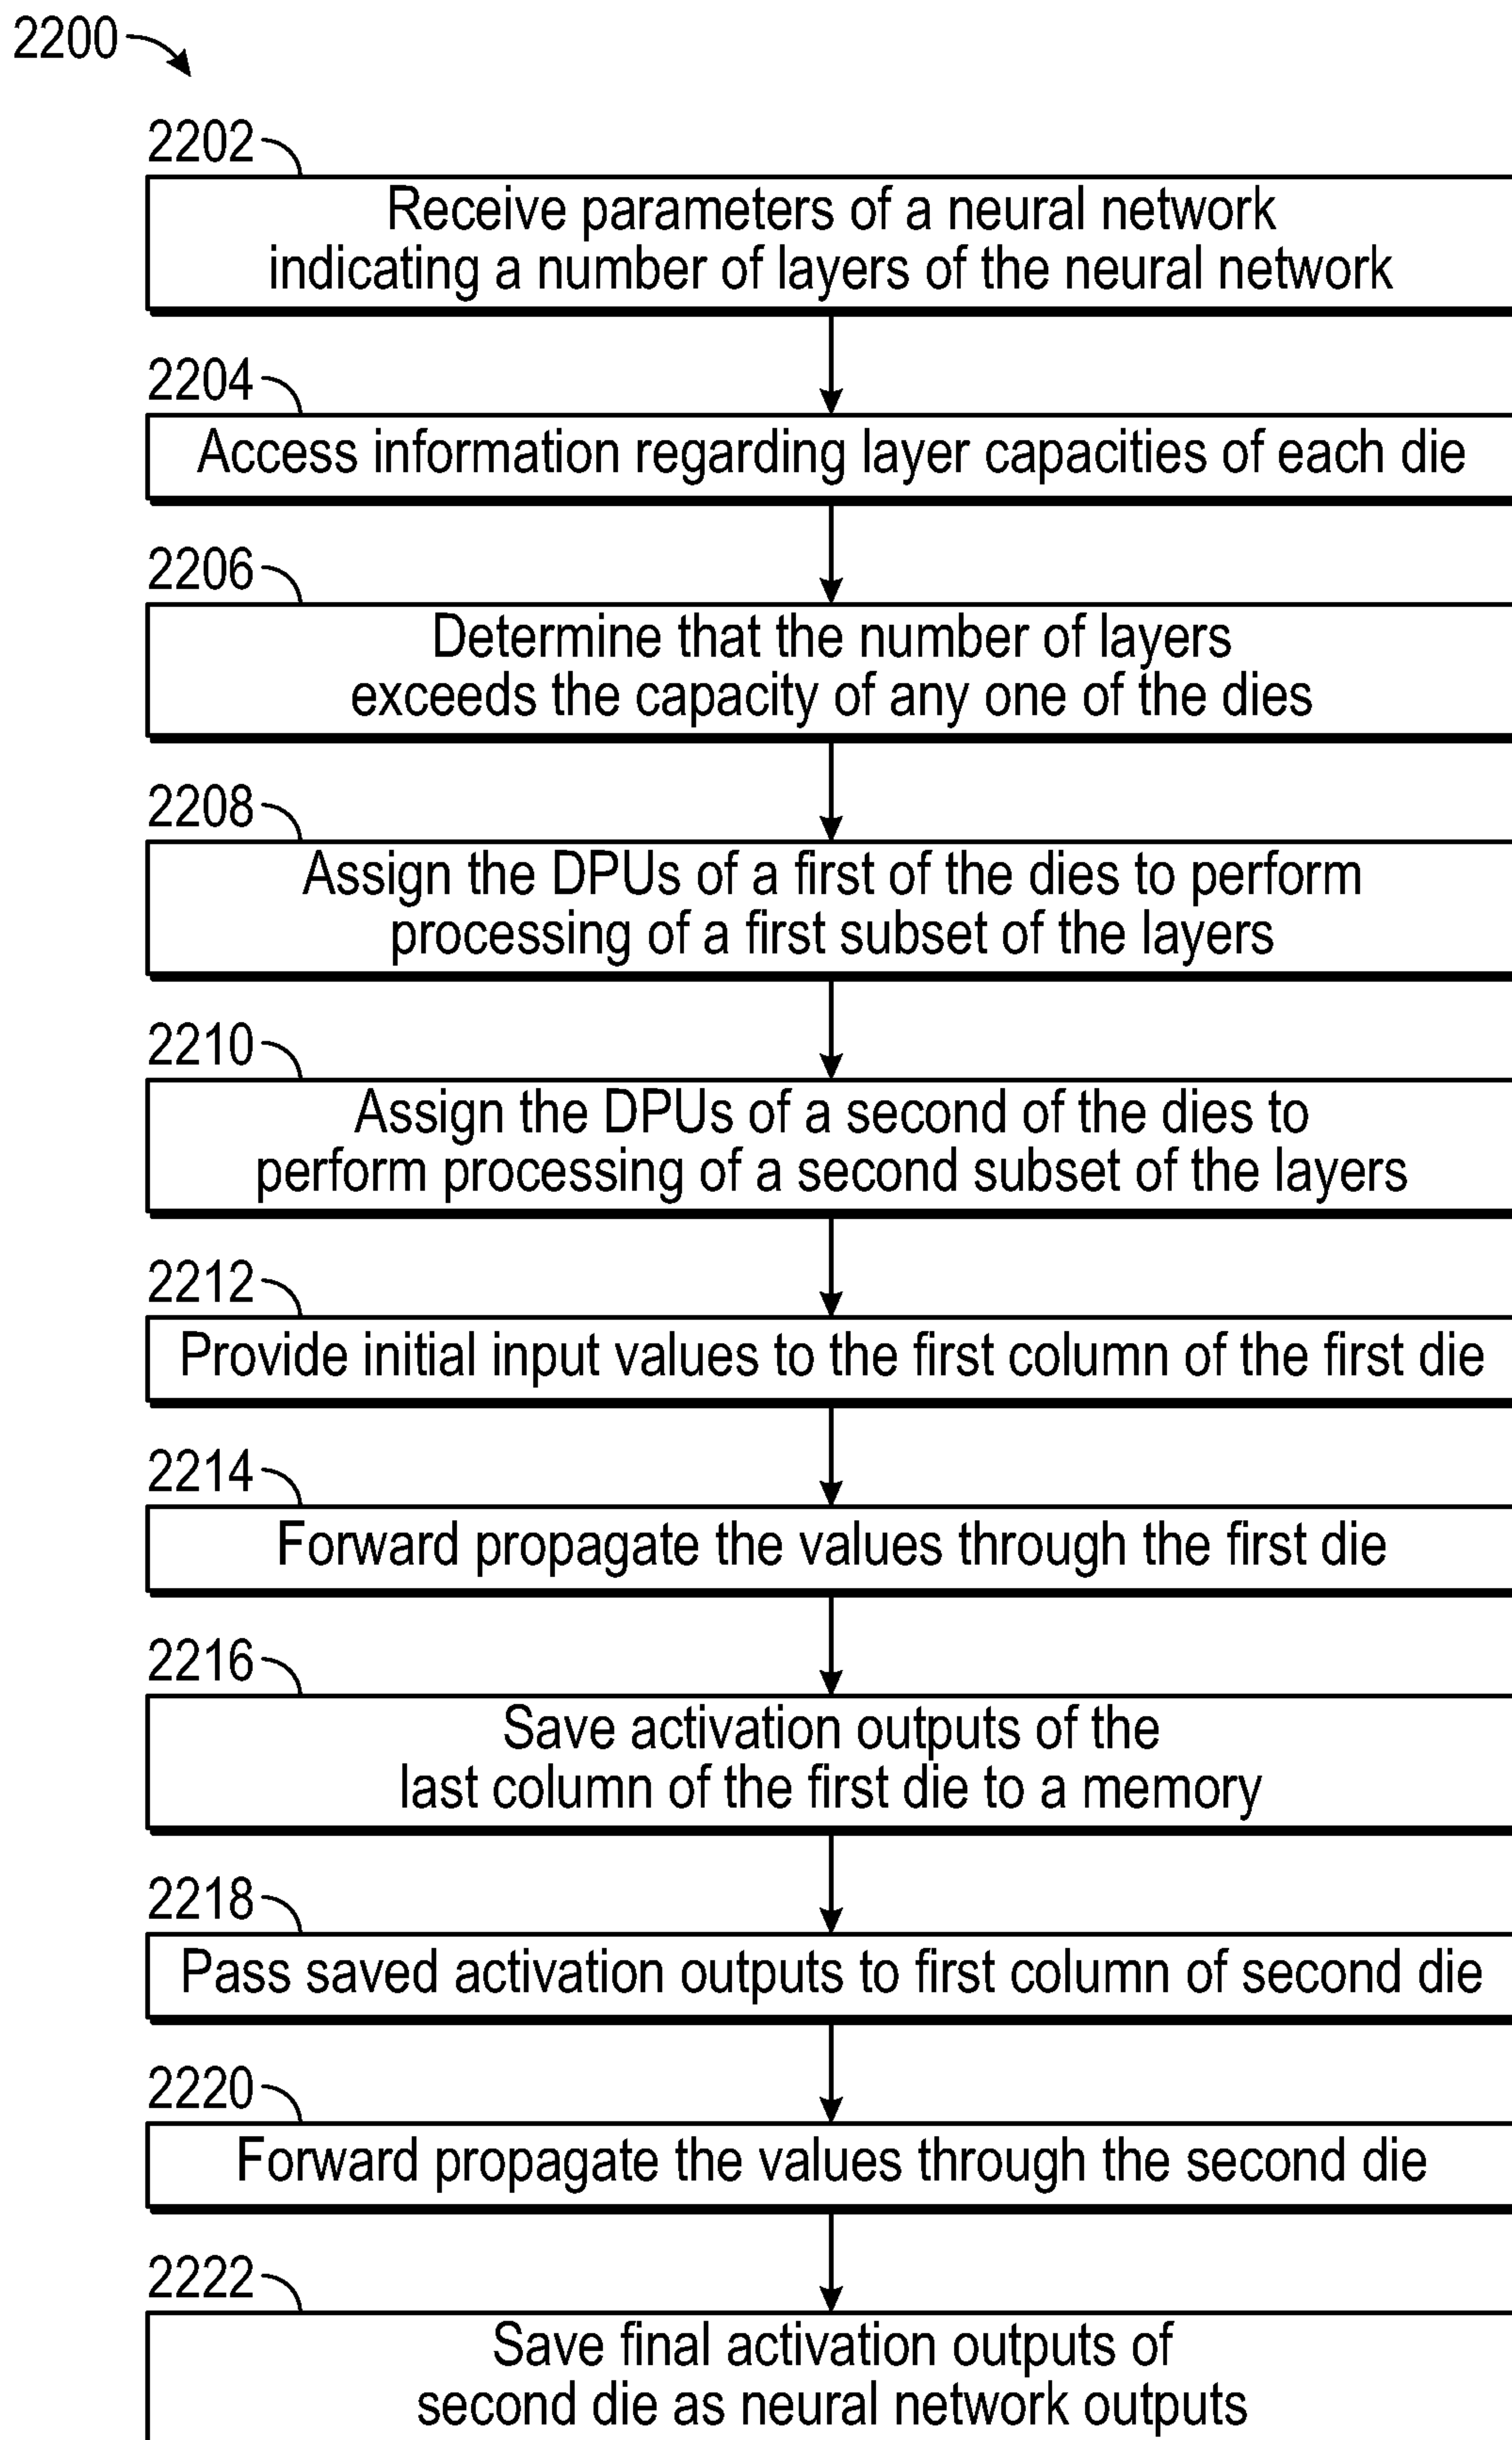 2200
2202
Receive parameters of a neural network
indicating a number of layers of the neural network
2204
Access information regarding layer capacities of each die
2206
Determine that the number of layers
exceeds the capacity of any one of the dies
2208
Assign the DPUs of a first of the dies to perform
processing of a first subset of the layers
2210
Assign the DPUs of a second of the dies to
perform processing of a second subset of the layers
2212
Provide initial input values to the first column of the first die
2214
Forward propagate the values through the first die
2216
Save activation outputs of the
last column of the first die to a memory
2218
Pass saved activation outputs to first column of second die
2220
Forward propagate the values through the second die
2222
Save final activation outputs of
second die as neural network outputs